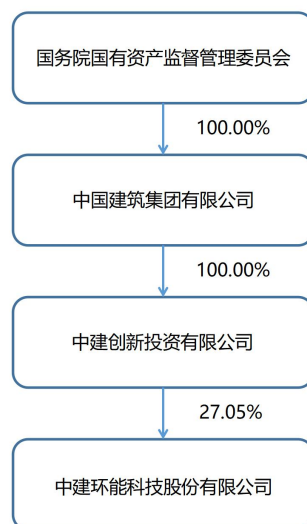 国务院国有资产监督管理委员会
100.00%
中国建筑集团有限公司
100.00%
中建创新投资有限公司
27.05%
中建环能科技股份有限公司